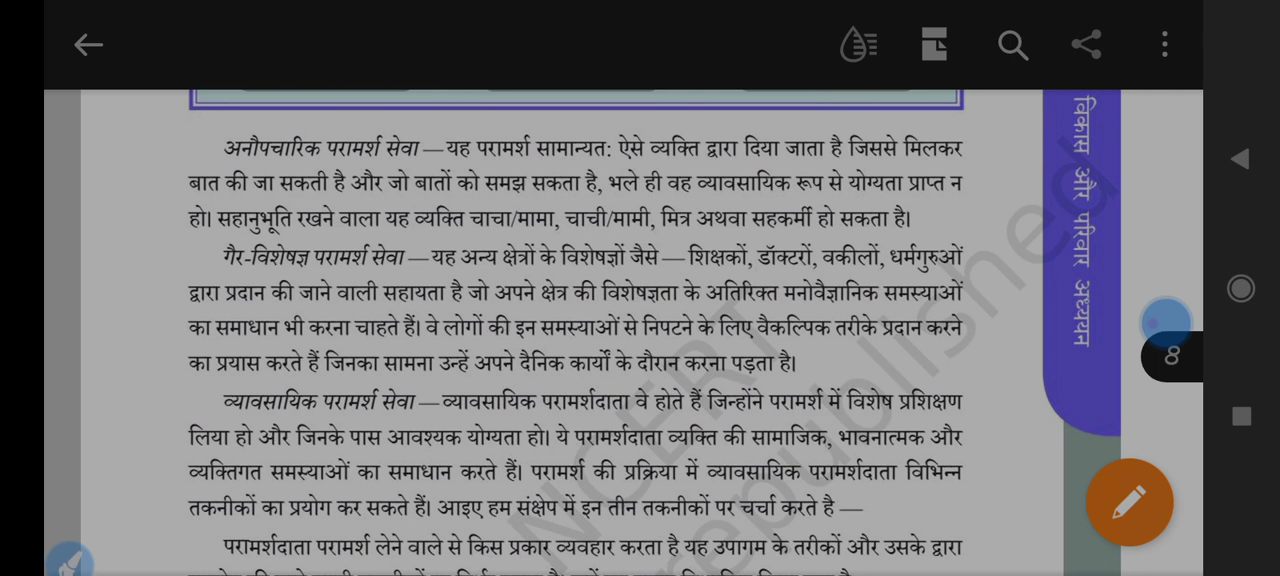 अनौपचारिक परामर्श सेवा — यह परामर्श सामान्यत: ऐसे व्यक्ति द्वारा दिया जाता है जिससे मिलकर
बात की जा सकती है और जो बातों को समझ सकता है, भले ही वह व्यावसायिक रूप से योग्यता प्राप्त न
हो। सहानुभूति रखने वाला यह व्यक्ति चाचा/मामा, चाची/मामी, मित्र अथवा सहकर्मी हो सकता है।
गैर-विशेषज्ञ परामर्श सेवा — यह अन्य क्षेत्रों के विशेषज्ञों जैसे — शिक्षकों, डॉक्टरों, वकीलों, धर्मगुरुओं
द्वारा प्रदान की जाने वाली सहायता है जो अपने क्षेत्र की विशेषज्ञता के अतिरिक्त मनोवैज्ञानिक समस्याओं
का समाधान भी करना चाहते हैं। वे लोगों की इन समस्याओं से निपटने के लिए वैकल्पिक तरीके प्रदान करने
का प्रयास करते हैं जिनका सामना उन्हें अपने दैनिक कार्यों के दौरान करना पड़ता है।
व्यावसायिक परामर्श सेवा — व्यावसायिक परामर्शदाता वे होते हैं जिन्होंने परामर्श में विशेष प्रशिक्षण
लिया हो और जिनके पास आवश्यक योग्यता हो। ये परामर्शदाता व्यक्ति की सामाजिक, भावनात्मक और
व्यक्तिगत समस्याओं का समाधान करते हैं। परामर्श की प्रक्रिया में व्यावसायिक परामर्शदाता विभिन्न
तकनीकों का प्रयोग कर सकते हैं। आइए हम संक्षेप में इन तीन तकनीकों पर चर्चा करते है —
परामर्शदाता परामर्श लेने वाले से किस प्रकार व्यवहार करता है यह उपागम के तरीकों और उसके द्वारा
विकास और परिवार अध्ययन
8
NCERT
republished